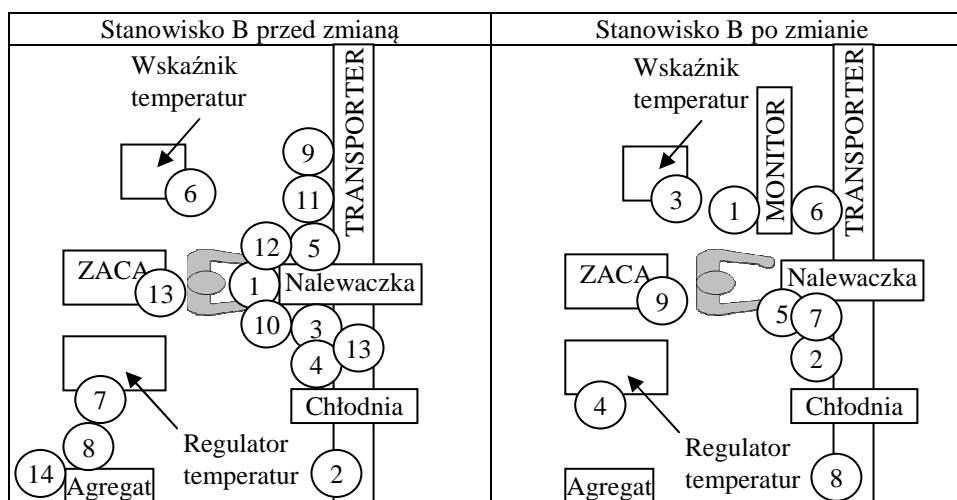 Stanowisko B przed zmianą
Wskaźnik
temperatur
TRANSPORTER
9
6
11
12
5
ZACA
13
1
Nalewaczka
10
3
4
13
7
Chłodnia
8
Regulator
temperatur
14
Agregat
2
Stanowisko B po zmianie
Wskaźnik
temperatur
MONITOR
TRANSPORTER
3
1
6
ZACA
9
Nalewaczka
5
7
2
4
Chłodnia
Regulator
temperatur
Agregat
8